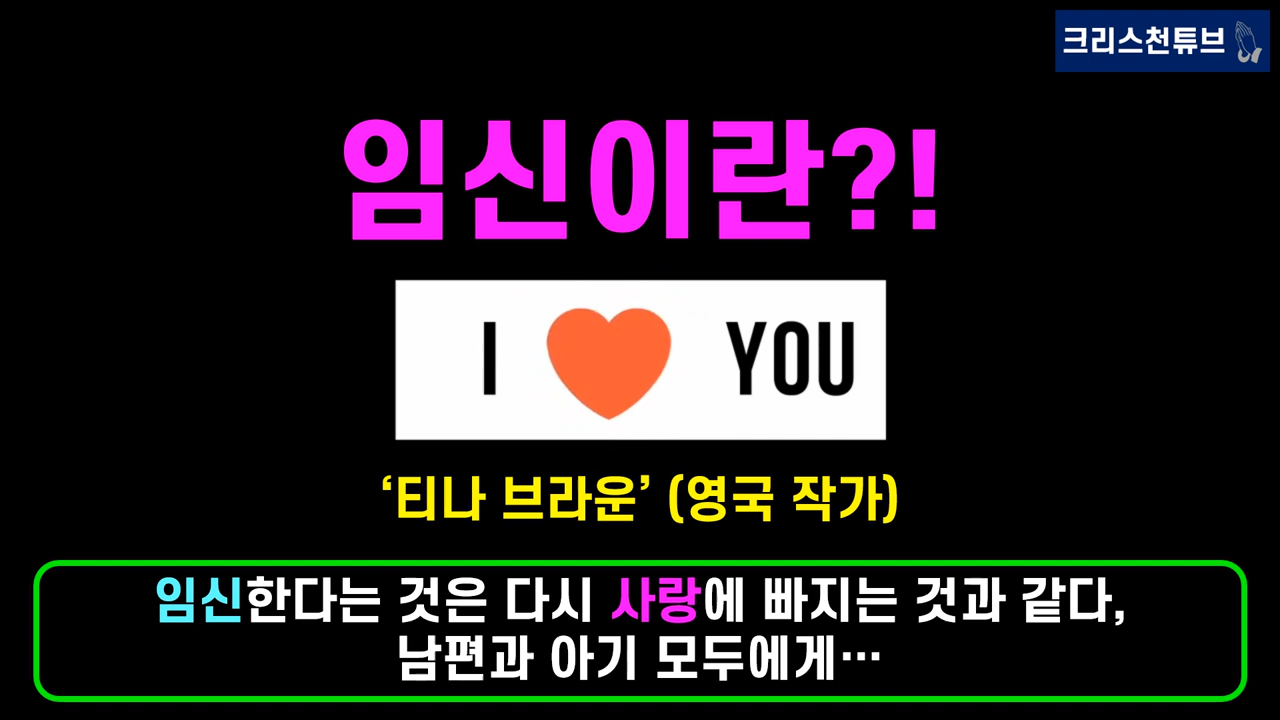 크리스천튜브
임신이란?!
I ♥ YOU
‘티나 브라운’ (영국 작가)
임신한다는 것은 다시 사랑에 빠지는 것과 같다,
남편과 아기 모두에게…